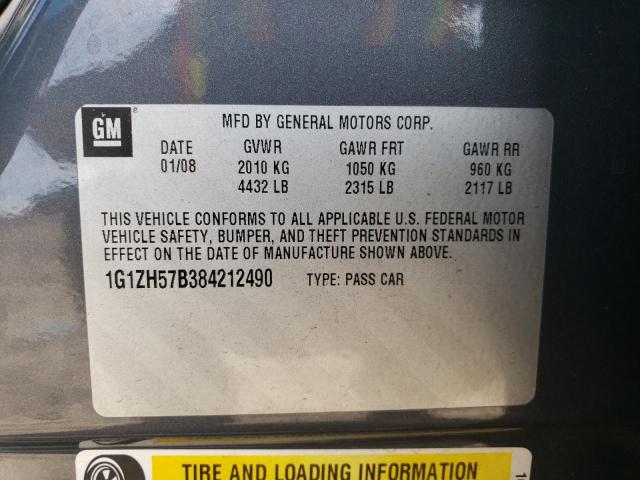 GM ®
MFD BY GENERAL MOTORS CORP.
DATE GVWR GAWR FRT GAWR RR
01/08 2010 KG 1050 KG 960 KG
4432 LB 2315 LB 2117 LB
THIS VEHICLE CONFORMS TO ALL APPLICABLE U.S. FEDERAL MOTOR
VEHICLE SAFETY, BUMPER, AND THEFT PREVENTION STANDARDS IN
EFFECT ON THE DATE OF MANUFACTURE SHOWN ABOVE.
1G1ZH57B384212490 TYPE: PASS CAR
TIRE AND LOADING INFORMATION